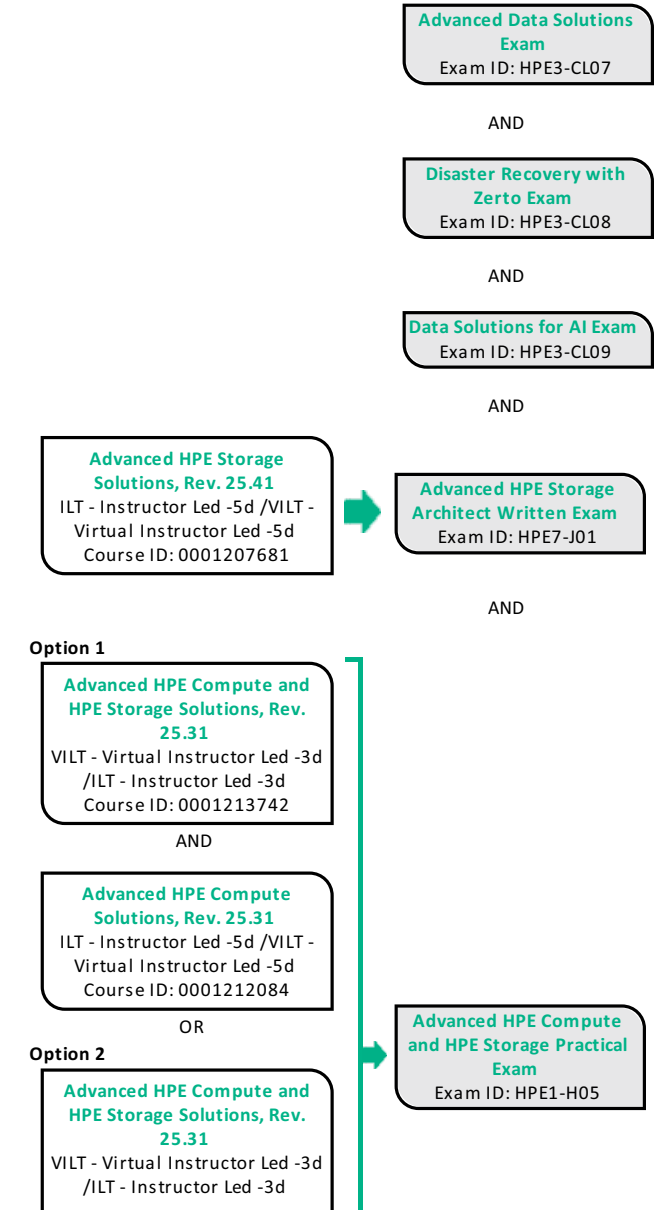 Advanced Data Solutions
Exam
Exam ID: HPE3-CL07
AND
Disaster Recovery with
Zerto Exam
Exam ID: HPE3-CL08
AND
Data Solutions for AI Exam
Exam ID: HPE3-CL09
AND
Advanced HPE Storage
Solutions, Rev. 25.41
ILT - Instructor Led -5d /VILT -
Virtual Instructor Led -5d
Course ID: 0001207681
Advanced HPE Storage
Architect Written Exam
Exam ID: HPE7-J01
AND
Option 1
Advanced HPE Compute and
HPE Storage Solutions, Rev.
25.31
VILT - Virtual Instructor Led -3d
/ILT - Instructor Led -3d
Course ID: 0001213742
AND
Advanced HPE Compute
Solutions, Rev. 25.31
ILT - Instructor Led -5d /VILT -
Virtual Instructor Led -5d
Course ID: 0001212084
OR
Option 2
Advanced HPE Compute and
HPE Storage Solutions, Rev.
25.31
VILT - Virtual Instructor Led -3d
/ILT - Instructor Led -3d
Advanced HPE Compute
and HPE Storage Practical
Exam
Exam ID: HPE1-H05